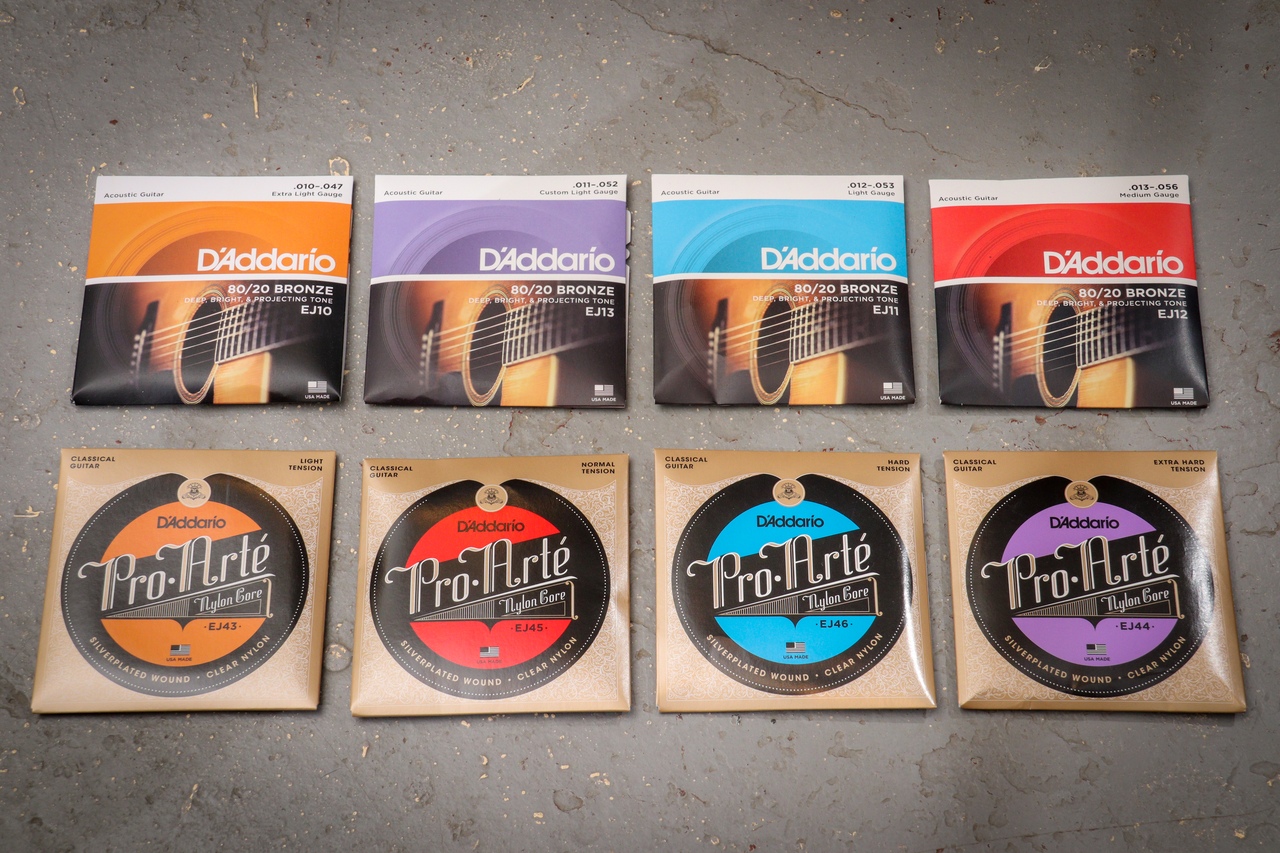 Acoustic Guitar
.010–.047
Extra Light Gauge
D'Addario
80/20 BRONZE
DEEP, BRIGHT, & PROJECTING TONE
EJ10
USA MADE
Acoustic Guitar
.011–.052
Custom Light Gauge
D'Addario
80/20 BRONZE
DEEP, BRIGHT, & PROJECTING TONE
EJ13
USA MADE
Acoustic Guitar
.012–.053
Light Gauge
D'Addario
80/20 BRONZE
DEEP, BRIGHT, & PROJECTING TONE
EJ11
USA MADE
Acoustic Guitar
.013–.056
Medium Gauge
D'Addario
80/20 BRONZE
DEEP, BRIGHT, & PROJECTING TONE
EJ12
USA MADE
CLASSICAL
GUITAR
LIGHT
TENSION
D'Addario
Pro·Arté
Nylon Core
·EJ43·
USA MADE
SILVERPLATED WOUND • CLEAR NYLON
CLASSICAL
GUITAR
NORMAL
TENSION
D'Addario
Pro·Arté
Nylon Core
·EJ45·
USA MADE
SILVERPLATED WOUND • CLEAR NYLON
CLASSICAL
GUITAR
HARD
TENSION
D'Addario
Pro·Arté
Nylon Core
·EJ46·
USA MADE
SILVERPLATED WOUND • CLEAR NYLON
CLASSICAL
GUITAR
EXTRA HARD
TENSION
D'Addario
Pro·Arté
Nylon Core
·EJ44·
USA MADE
SILVERPLATED WOUND • CLEAR NYLON